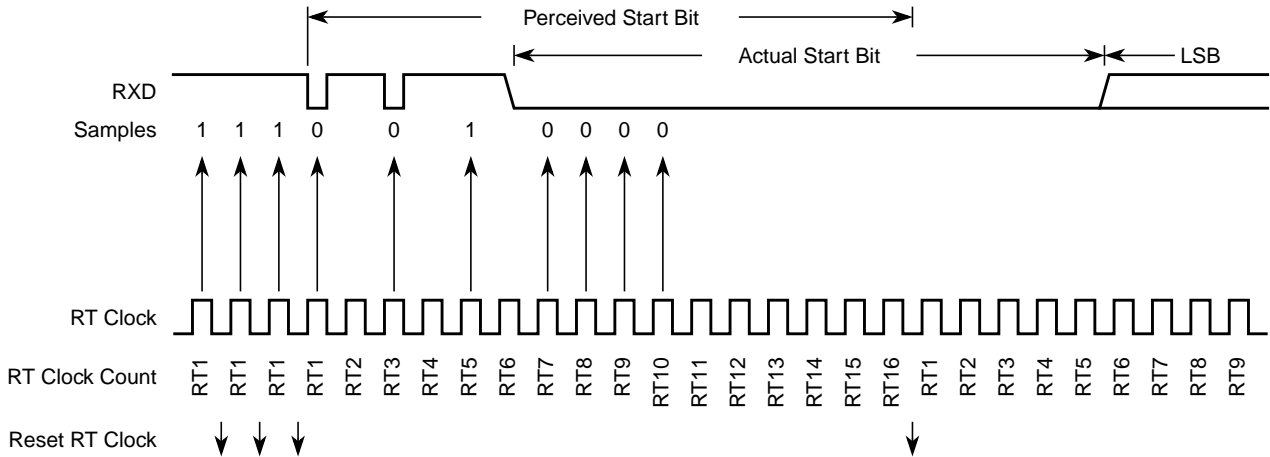 Perceived Start Bit
Actual Start Bit LSB
RXD
Samples 1 1 1 0 0 1 0 0 0 0
RT Clock
RT Clock Count RT1 RT1 RT1 RT1 RT2 RT3 RT4 RT5 RT6 RT7 RT8 RT9 RT10 RT11 RT12 RT13 RT14 RT15 RT16 RT1 RT2 RT3 RT4 RT5 RT6 RT7 RT8 RT9
Reset RT Clock